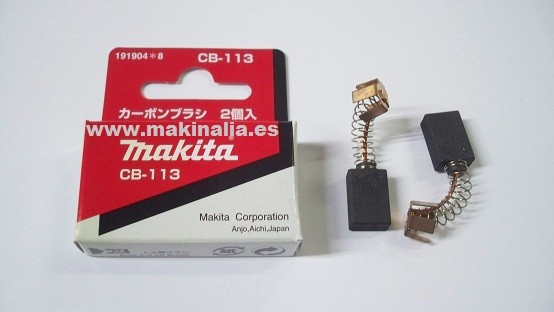 191904*8 CB-113
カーボンブラシ 2個入
www.makinalja.es
makita
CB-113
Makita Corporation
Anjo,Aichi,Japan